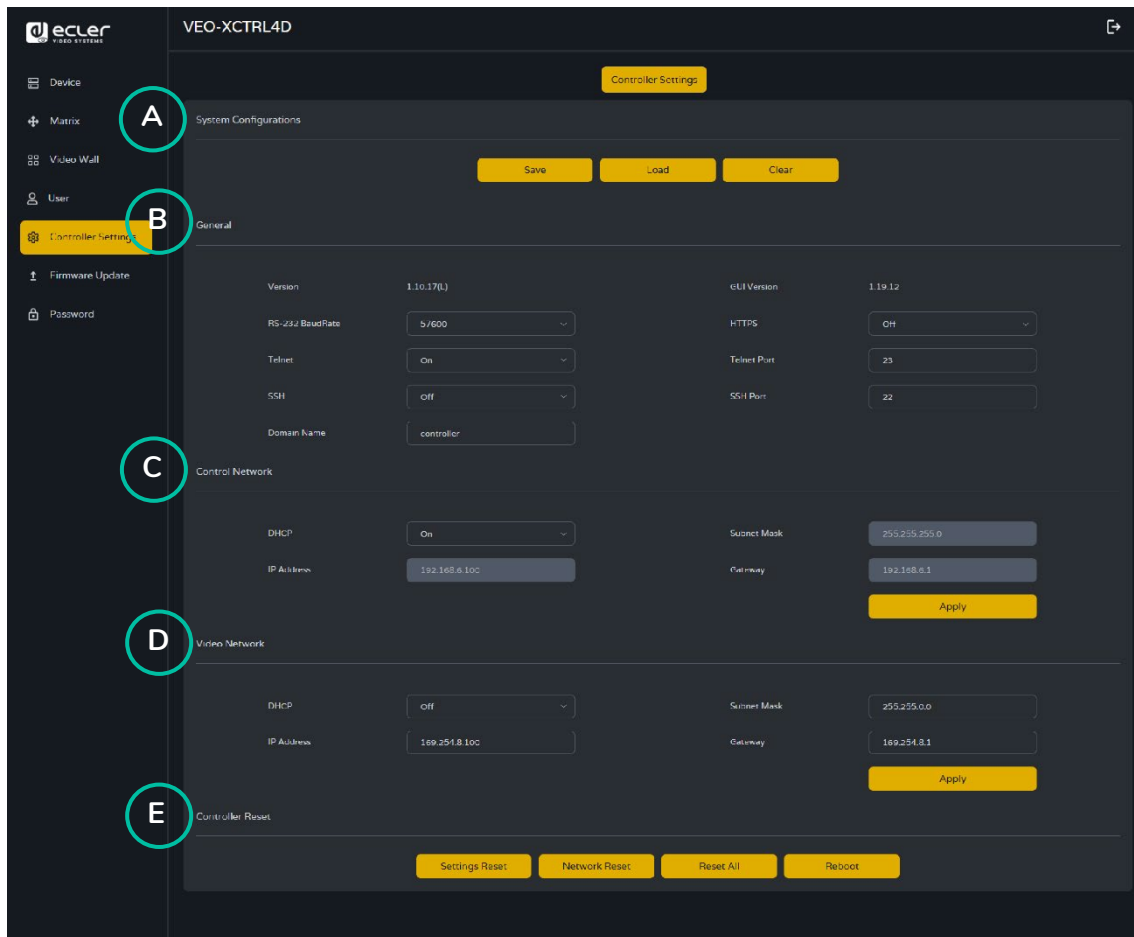 ecler
VIDEO SYSTEMS
VEO-XCTRL4D
Device
Matrix
Video Wall
User
Controller Settings
Firmware Update
Password
Controller Settings
A
System Configurations
Save Load Clear
B
General
Version 1.10.17(L) GUI Version 1.19.12
RS-232 BaudRate 57600 HTTPS Off
Telnet On Telnet Port 23
SSH Off SSH Port 22
Domain Name controller
C
Control Network
DHCP On Subnet Mask 255.255.255.0
IP Address 192.168.6.100 Gateway 192.168.6.1
Apply
D
Video Network
DHCP Off Subnet Mask 255.255.0.0
IP Address 169.254.8.100 Gateway 169.254.8.1
Apply
E
Controller Reset
Settings Reset Network Reset Reset All Reboot